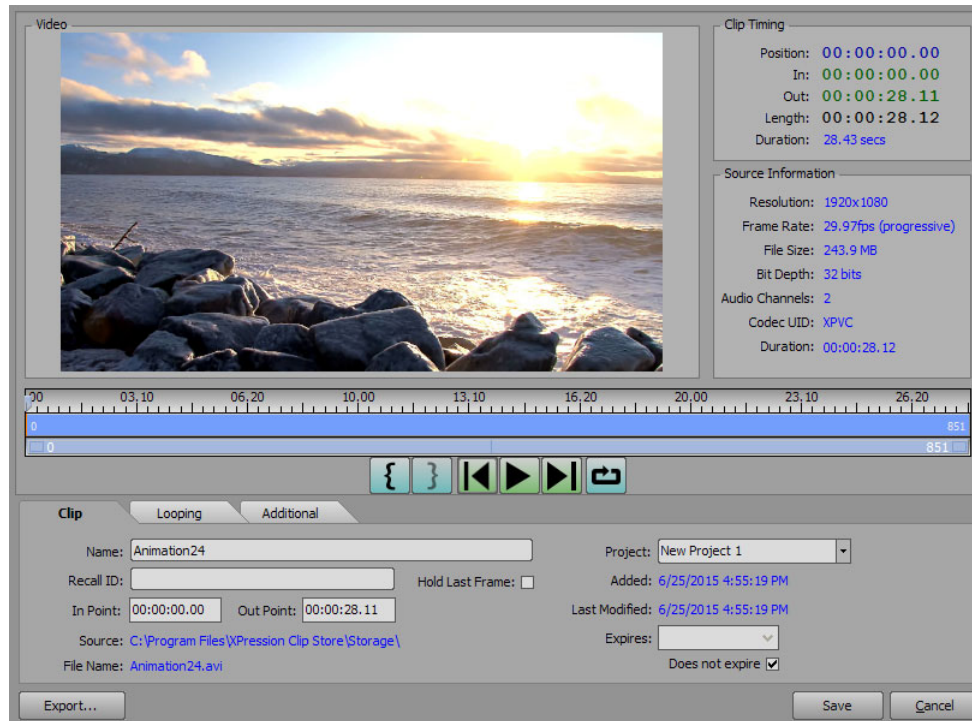 Video
Clip Timing
Position: 00:00:00.00
In: 00:00:00.00
Out: 00:00:28.11
Length: 00:00:28.12
Duration: 28.43 secs
Source Information
Resolution: 1920x1080
Frame Rate: 29.97fps (progressive)
File Size: 243.9 MB
Bit Depth: 32 bits
Audio Channels: 2
Codec UID: XPVC
Duration: 00:00:28.12
00 03.10 06.20 10.00 13.10 16.20 20.00 23.10 26.20
0 851
0 851
Clip Looping Additional
Name: Animation24
Project: New Project 1
Recall ID: Hold Last Frame:
Added: 6/25/2015 4:55:19 PM
In Point: 00:00:00.00 Out Point: 00:00:28.11
Last Modified: 6/25/2015 4:55:19 PM
Source: C:\Program Files\XPression Clip Store\Storage\
Expires:
File Name: Animation24.avi
Does not expire
Export... Save Cancel